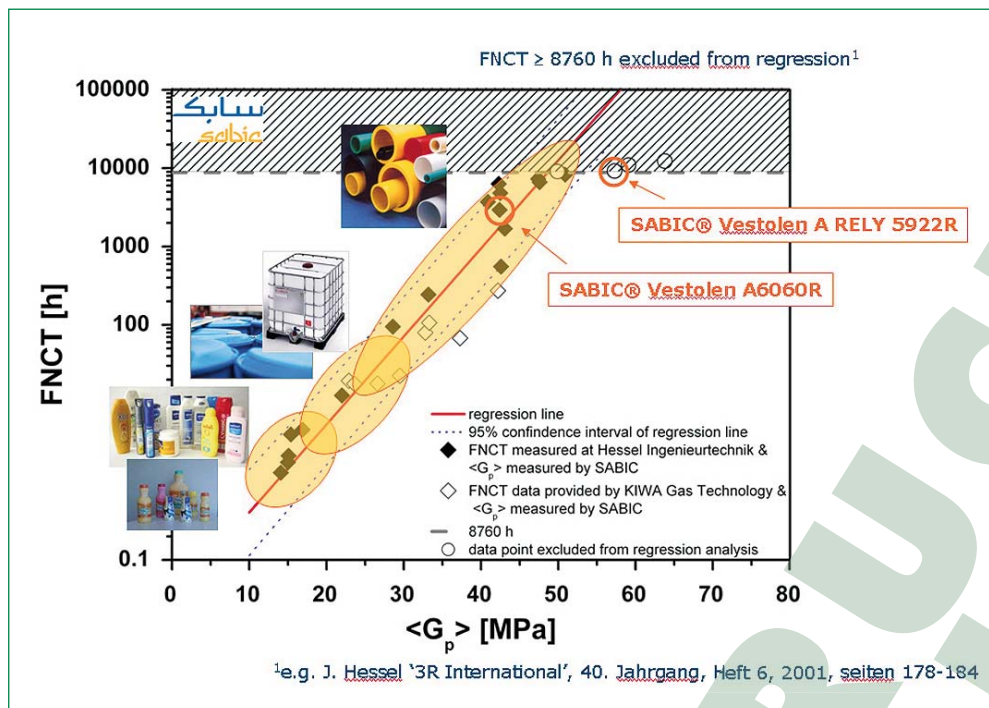 FNCT ≥ 8760 h excluded from regression¹
سابك
sabic
100000
10000
1000
100
0.1
FNCT [h]
SABIC® Vestolen A RELY 5922R
SABIC® Vestolen A6060R
regression line
95% confindence interval of regression line
FNCT measured at Hessel Ingenieurtechnik &
<Gp> measured by SABIC
FNCT data provided by KIWA Gas Technology &
<Gp> measured by SABIC
8760 h
data point excluded from regression analysis
0 10 20 30 40 50 60 70 80
<Gp> [MPa]
¹e.g. J. Hessel ‘3R International’, 40. Jahrgang, Heft 6, 2001, seiten 178-184